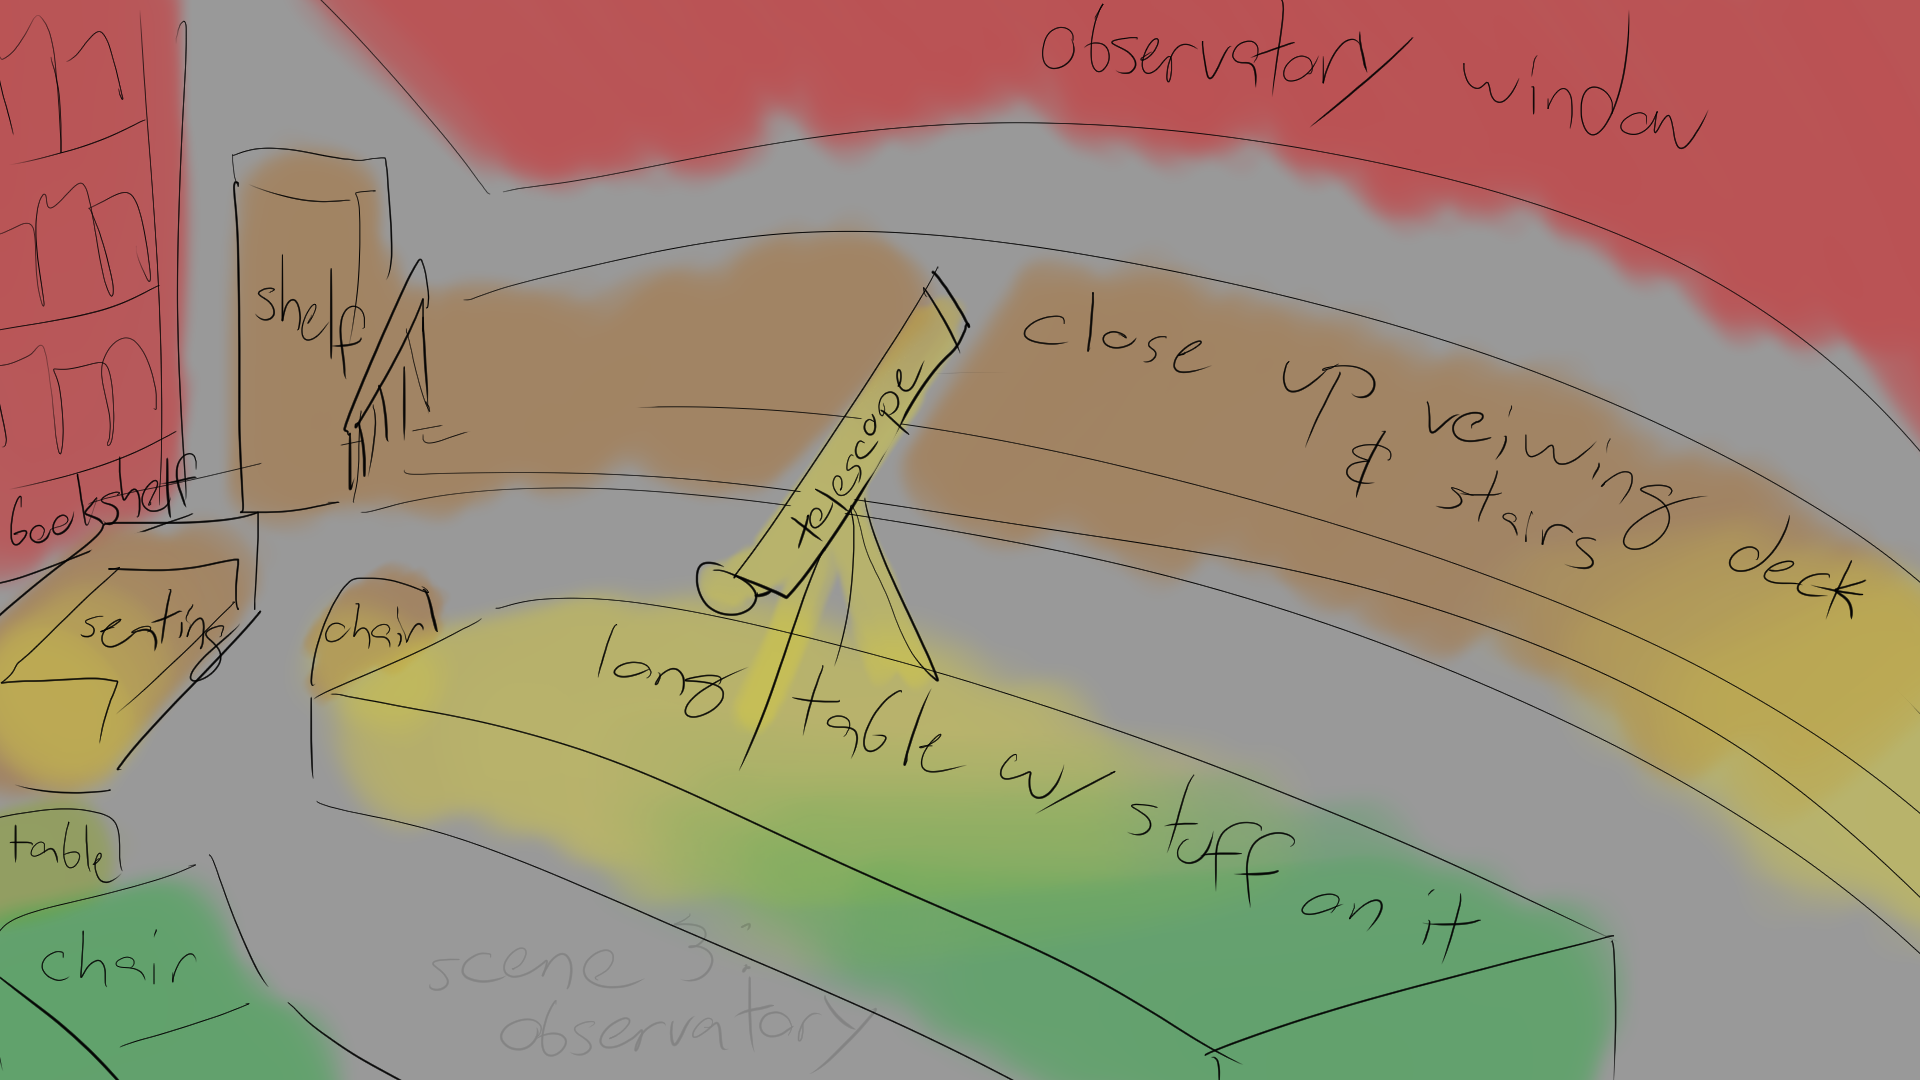 observatory window
shelf
close up veiwing deck
& stairs
telescope
bookshelf
seating
chair
long table w/ stuff on it
table
chair
scene 3:
observatory